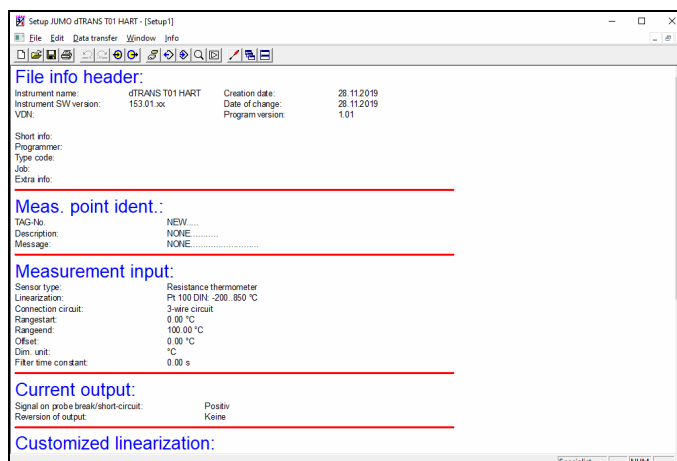 Setup JUMO dTRANS T01 HART - [Setup1]
File Edit Data transfer Window Info
File info header:
Instrument name: dTRANS T01 HART Creation date: 28.11.2019
Instrument SW version: 153.01.xx Date of change: 28.11.2019
VDN: Program version: 1.01
Short info:
Programmer:
Type code:
Job:
Extra info:
Meas. point ident.:
TAG-No. NEW.....
Description: NONE...........
Message: NONE...........................
Measurement input:
Sensor type: Resistance thermometer
Linearization: Pt 100 DIN: -200..850 °C
Connection circuit: 3-wire circuit
Rangestart: 0.00 °C
Rangeend: 100.00 °C
Offset: 0.00 °C
Dim. unit: °C
Filter time constant: 0.00 s
Current output:
Signal on probe break/short-circuit: Positiv
Reversion of output: Keine
Customized linearization:
Specialist NUM